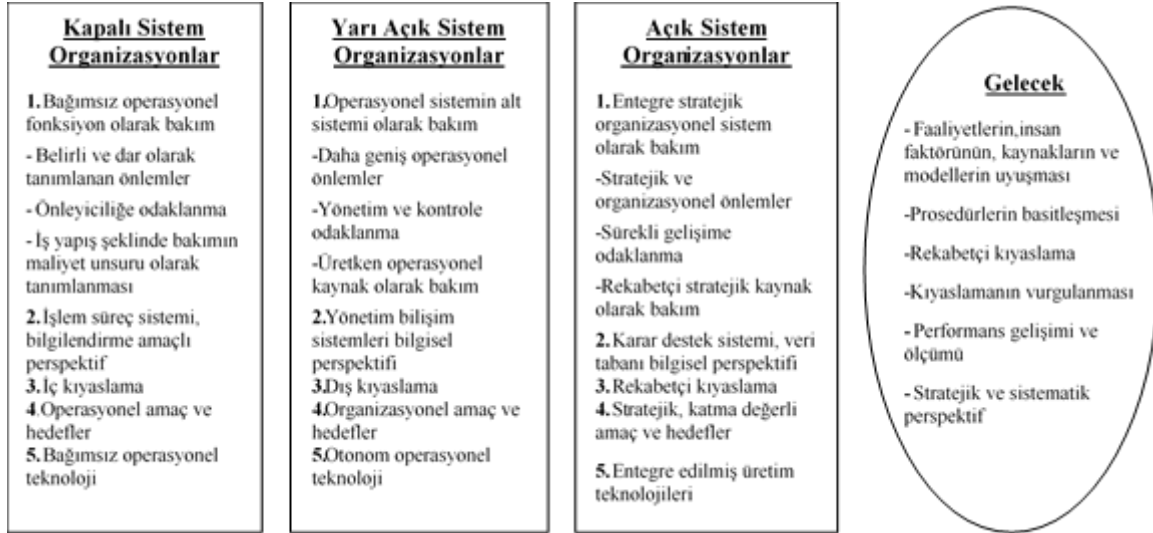 Kapalı Sistem
Organizasyonlar
1.Bağımsız operasyonel
fonksiyon olarak bakım
- Belirli ve dar olarak
tanımlanan önlemler
- Önleyiciliğe odaklanma
- İş yapış şeklinde bakımın
maliyet unsuru olarak
tanımlanması
2.İşlem süreç sistemi,
bilgilendirme amaçlı
perspektif
3.İç kıyaslama
4.Operasyonel amaç ve
hedefler
5.Bağımsız operasyonel
teknoloji
Yarı Açık Sistem
Organizasyonlar
1.Operasyonel sistemin alt
sistemi olarak bakım
-Daha geniş operasyonel
önlemler
-Yönetim ve kontrole
odaklanma
-Üretken operasyonel
kaynak olarak bakım
2.Yönetim bilişim
sistemleri bilgisel
perspektifi
3.Dış kıyaslama
4.Organizasyonel amaç ve
hedefler
5.Otonom operasyonel
teknoloji
Açık Sistem
Organizasyonlar
1.Entegre stratejik
organizasyonel sistem
olarak bakım
-Stratejik ve
organizasyonel önlemler
-Sürekli gelişime
odaklanma
-Rekabetçi stratejik kaynak
olarak bakım
2.Karar destek sistemi, veri
tabanı bilgisel perspektifi
3.Rekabetçi kıyaslama
4.Stratejik, katma değerli
amaç ve hedefler
5.Entegre edilmiş üretim
teknolojileri
Gelecek
- Faaliyetlerin,insan
faktörünün, kaynakların ve
modellerin uyuşması
-Prosedürlerin basitleşmesi
-Rekabetçi kıyaslama
-Kıyaslamanın vurgulanması
-Performans gelişimi ve
ölçümü
-Stratejik ve sistematik
perspektif